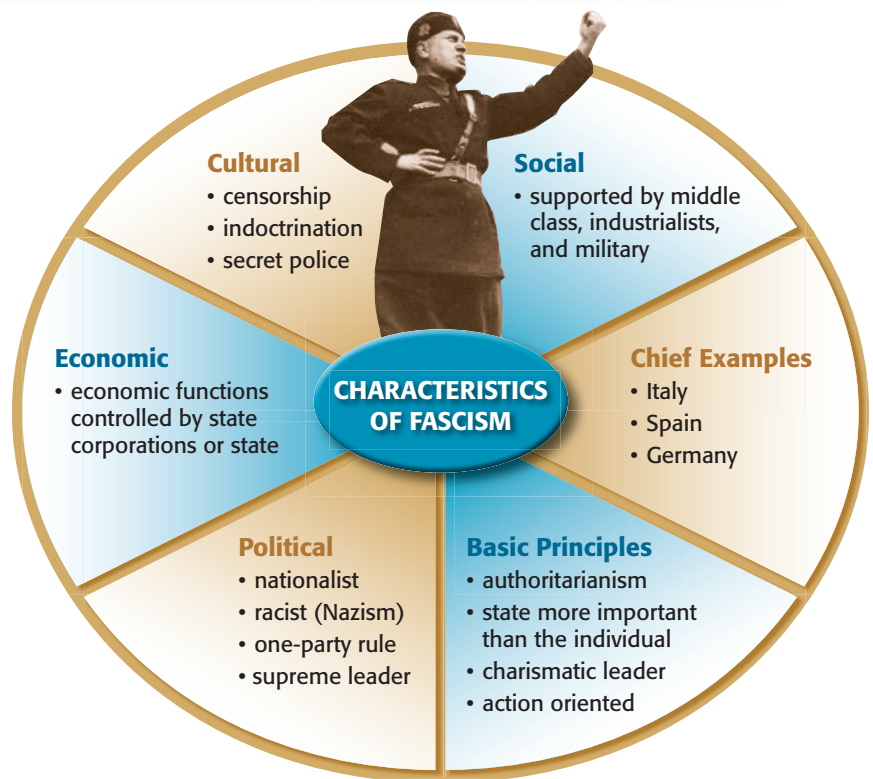 Cultural
• censorship
• indoctrination
• secret police
Social
• supported by middle
class, industrialists,
and military
Economic
• economic functions
controlled by state
corporations or state
CHARACTERISTICS
OF FASCISM
Chief Examples
• Italy
• Spain
• Germany
Political
• nationalist
• racist (Nazism)
• one-party rule
• supreme leader
Basic Principles
• authoritarianism
• state more important
than the individual
• charismatic leader
• action oriented